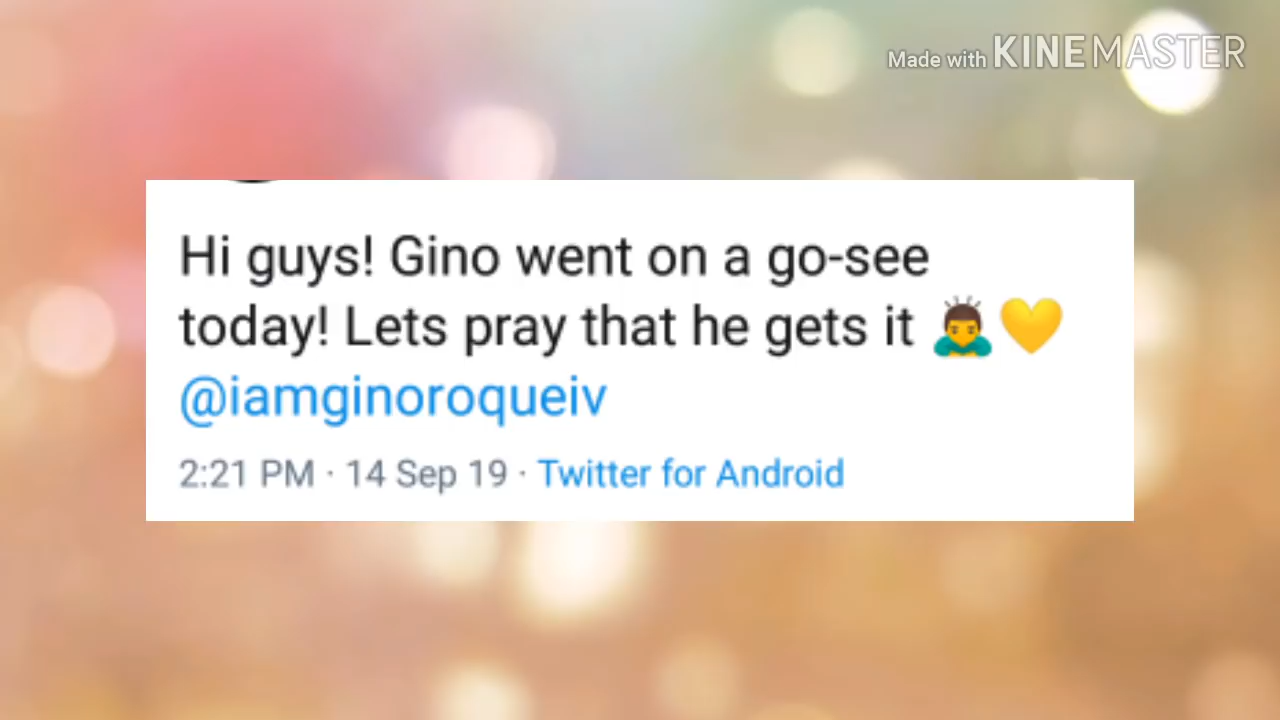 Made with KINEMASTER
Hi guys! Gino went on a go-see
today! Lets pray that he gets it 🙇‍♂️💛
@iamginoroqueiv
2:21 PM · 14 Sep 19 · Twitter for Android